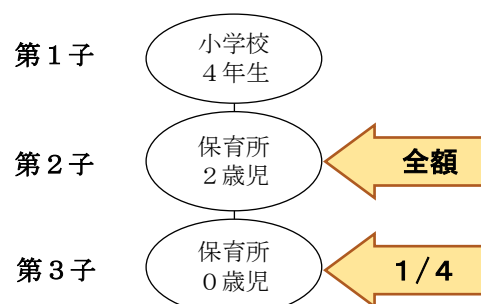 第１子
小学校
４年生
第２子
保育所
２歳児
全額
第３子
保育所
０歳児
１/４